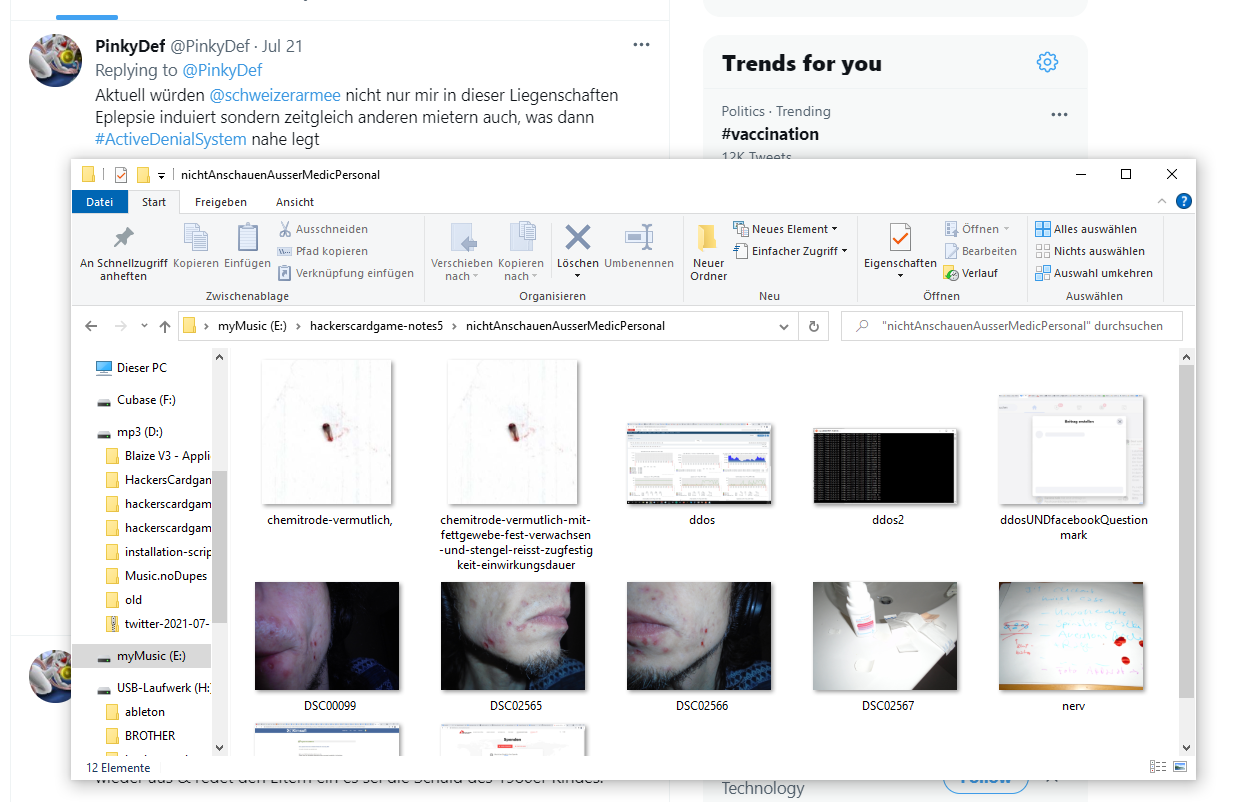 PinkyDef @PinkyDef · Jul 21
Replying to @PinkyDef
Aktuell würden @schweizerarmee nicht nur mir in dieser Liegenschaften
Eplepsie induiert sondern zeitgleich anderen mietern auch, was dann
#ActiveDenialSystem nahe legt
Trends for you
Politics · Trending
#vaccination
12K Tweets
nichtAnschauenAusserMedicPersonal
Datei
Start
Freigeben
Ansicht
An Schnellzugriff
anheften
Kopieren
Einfügen
Ausschneiden
Pfad kopieren
Verknüpfung einfügen
Zwischenablage
Verschieben
nach
Kopieren
nach
Löschen
Umbenennen
Organisieren
Neuer
Ordner
Neues Element
Einfacher Zugriff
Neu
Eigenschaften
Öffnen
Bearbeiten
Verlauf
Öffnen
Alles auswählen
Nichts auswählen
Auswahl umkehren
Auswählen
myMusic (E:) › hackerscardgame-notes5 › nichtAnschauenAusserMedicPersonal
"nichtAnschauenAusserMedicPersonal" durchsuchen
Dieser PC
Cubase (F:)
mp3 (D:)
Blaize V3 - Appli
HackersCardgan
hackerscardgam
hackerscardgam
installation-scrip
Music.noDupes
old
twitter-2021-07-
myMusic (E:)
USB-Laufwerk (H:
ableton
BROTHER
chemitrode-vermutlich,
chemitrode-vermutlich-mit-
fettgewebe-fest-verwachsen
-und-stengel-reisst-zugfestig
keit-einwirkungsdauer
ddos
ddos2
ddosUNDfacebookQuestion
mark
Beitrag erstellen
DSC00099
DSC02565
DSC02566
DSC02567
nerv
Spenden
12 Elemente
wieder aus & redet den Eltern ein es sei die Schuld des 1980er Kindes.
Technology
Follow